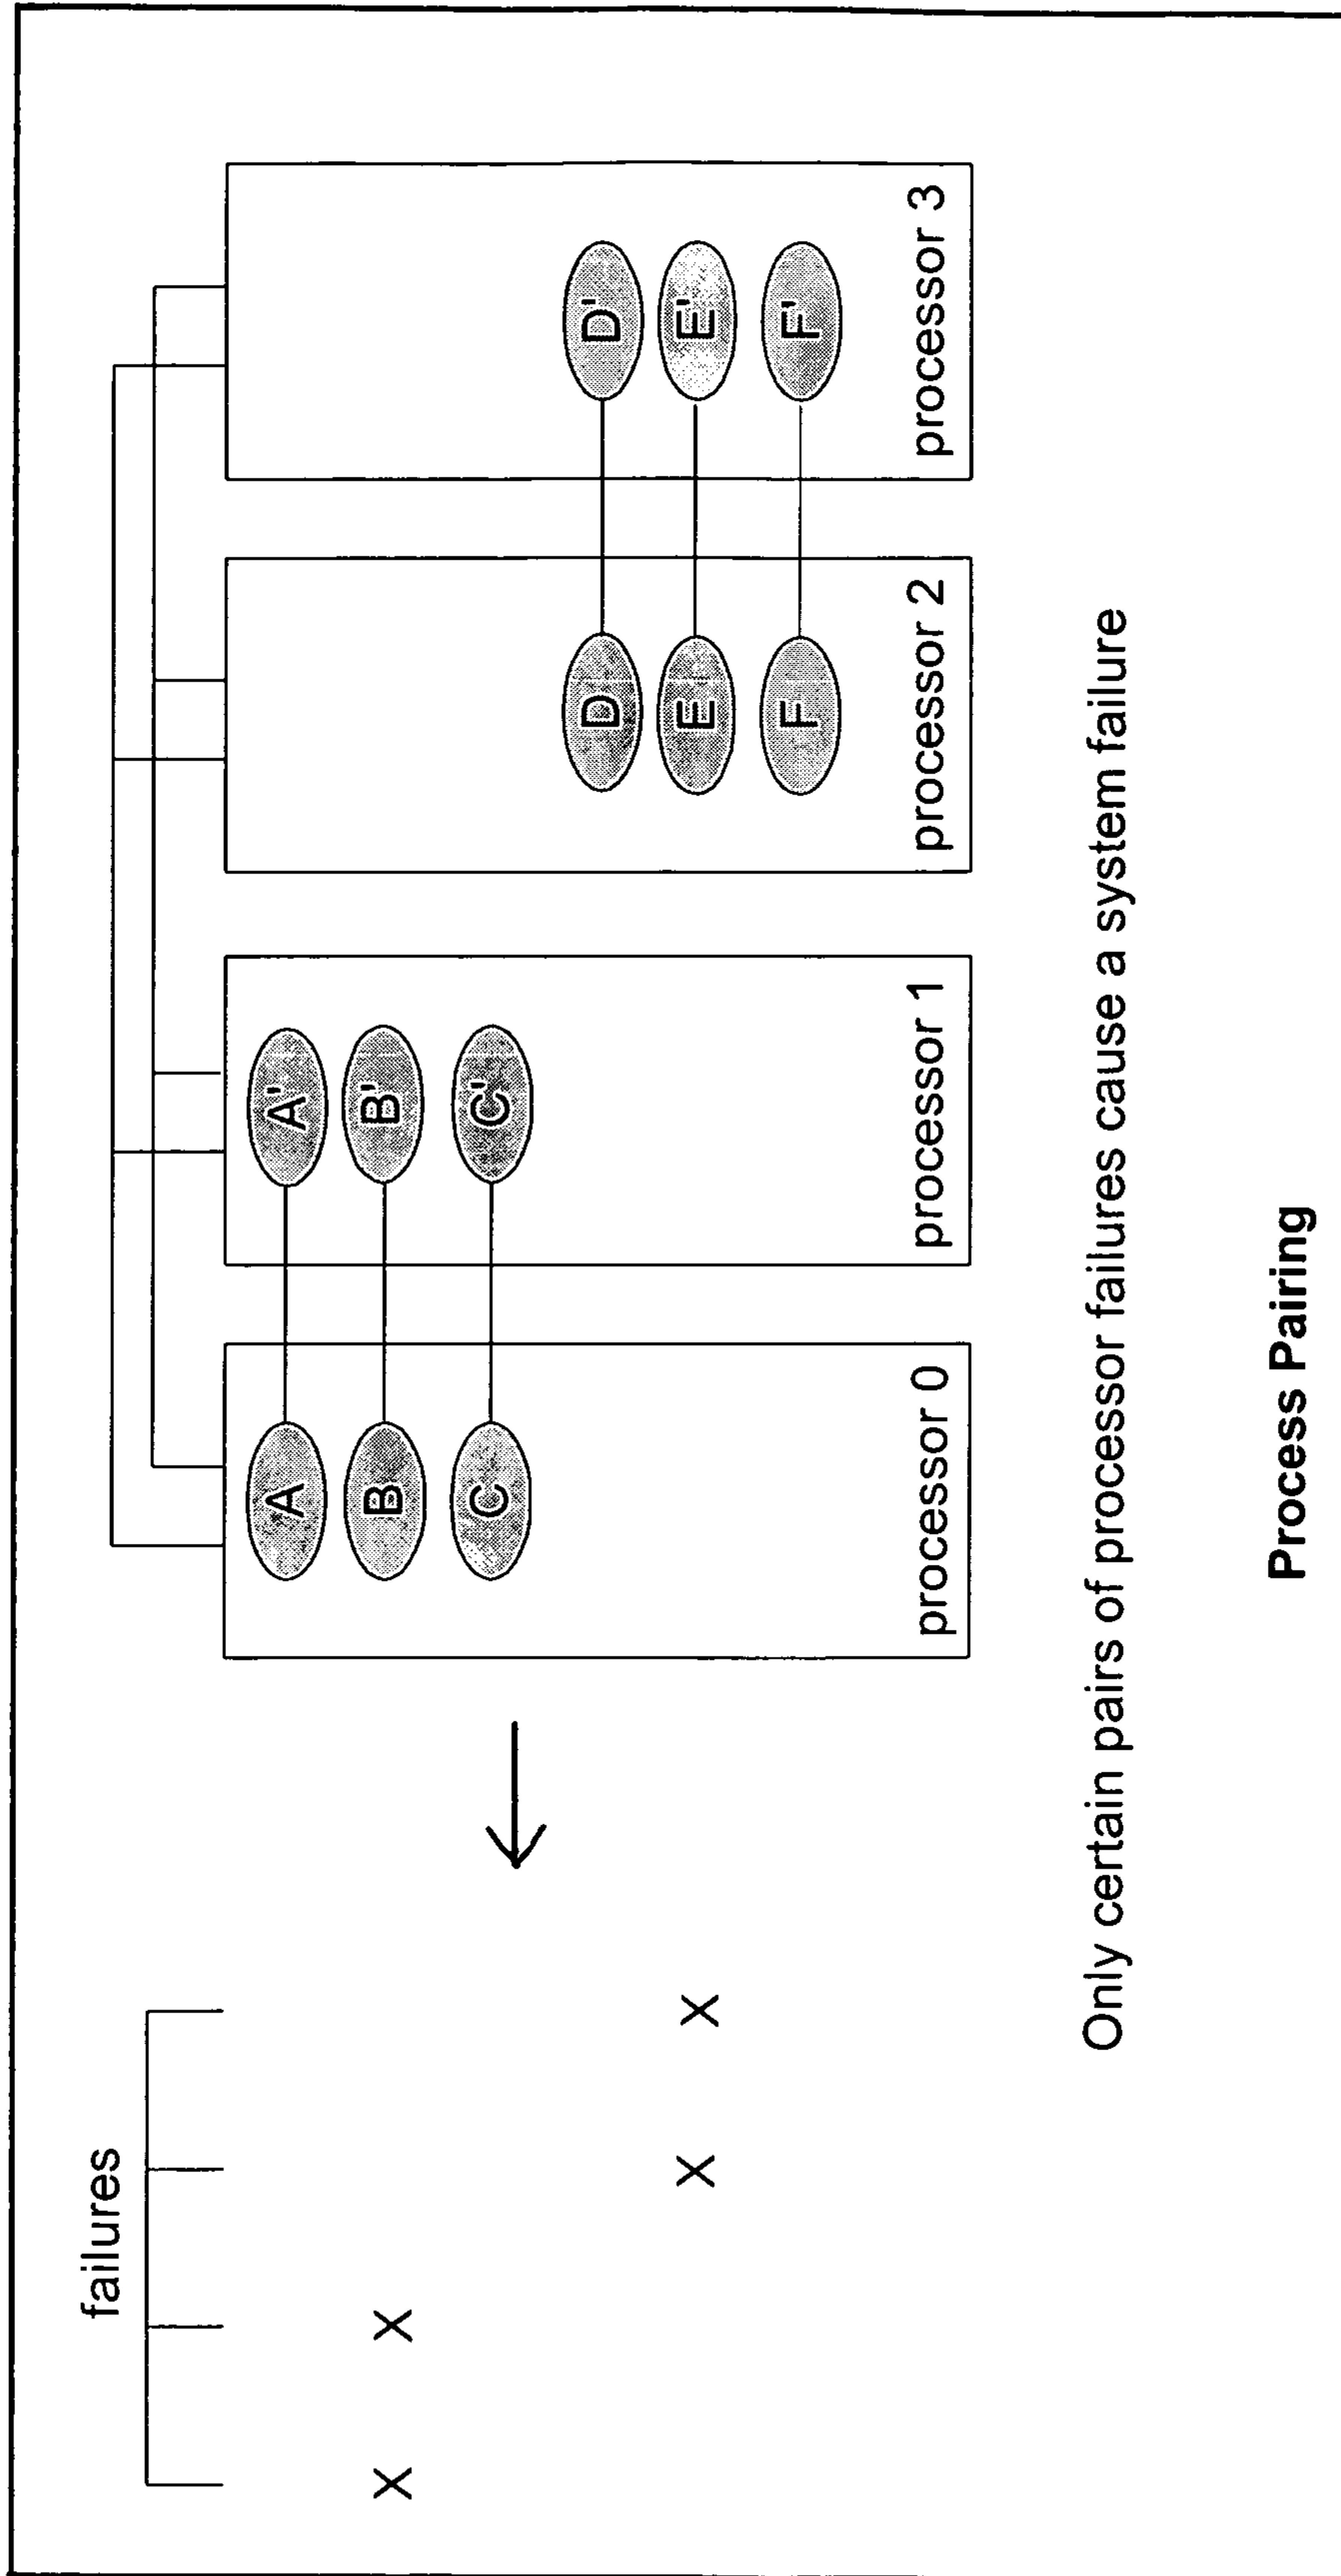 failures
X X
X X
A A'
B B'
C C'
D D'
E E'
F F'
processor 0 processor 1 processor 2 processor 3
Only certain pairs of processor failures cause a system failure
Process Pairing